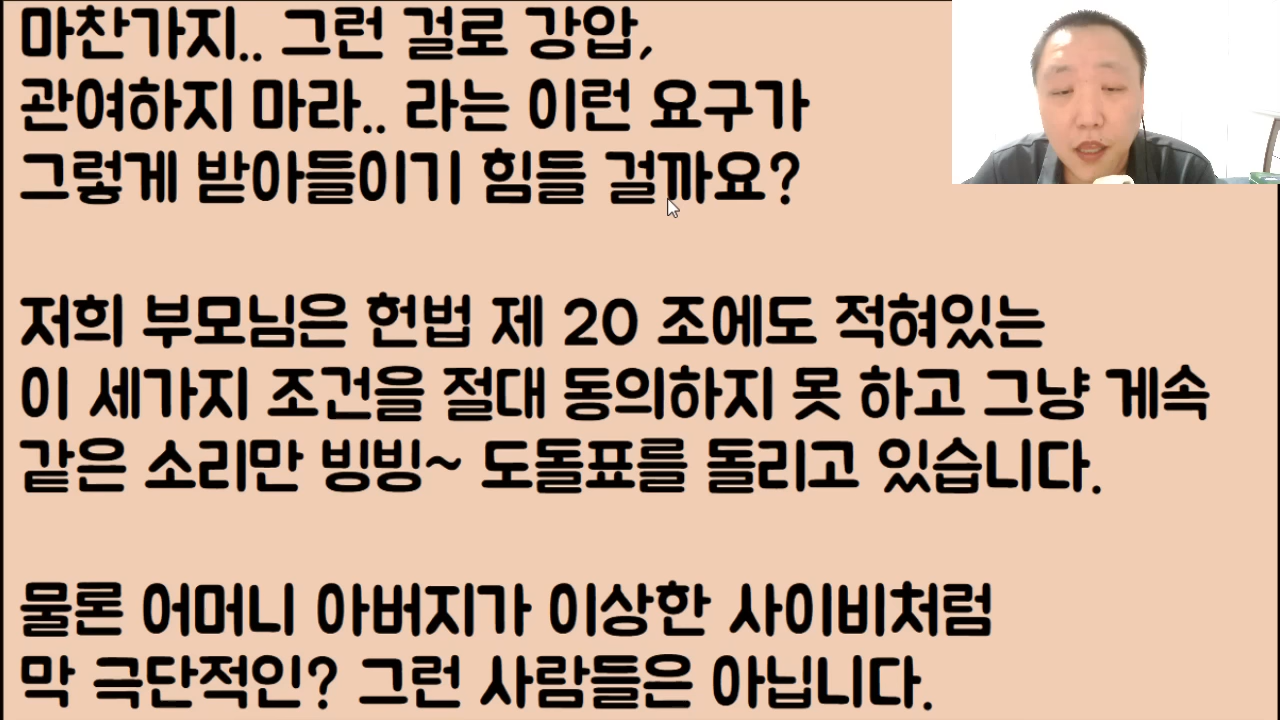 마찬가지.. 그런 걸로 강압,
관여하지 마라.. 라는 이런 요구가
그렇게 받아들이기 힘들 걸까요?
저희 부모님은 헌법 제 20 조에도 적혀있는
이 세가지 조건을 절대 동의하지 못 하고 그냥 게속
같은 소리만 빙빙~ 도돌표를 돌리고 있습니다.
물론 어머니 아버지가 이상한 사이비처럼
막 극단적인? 그런 사람들은 아닙니다.